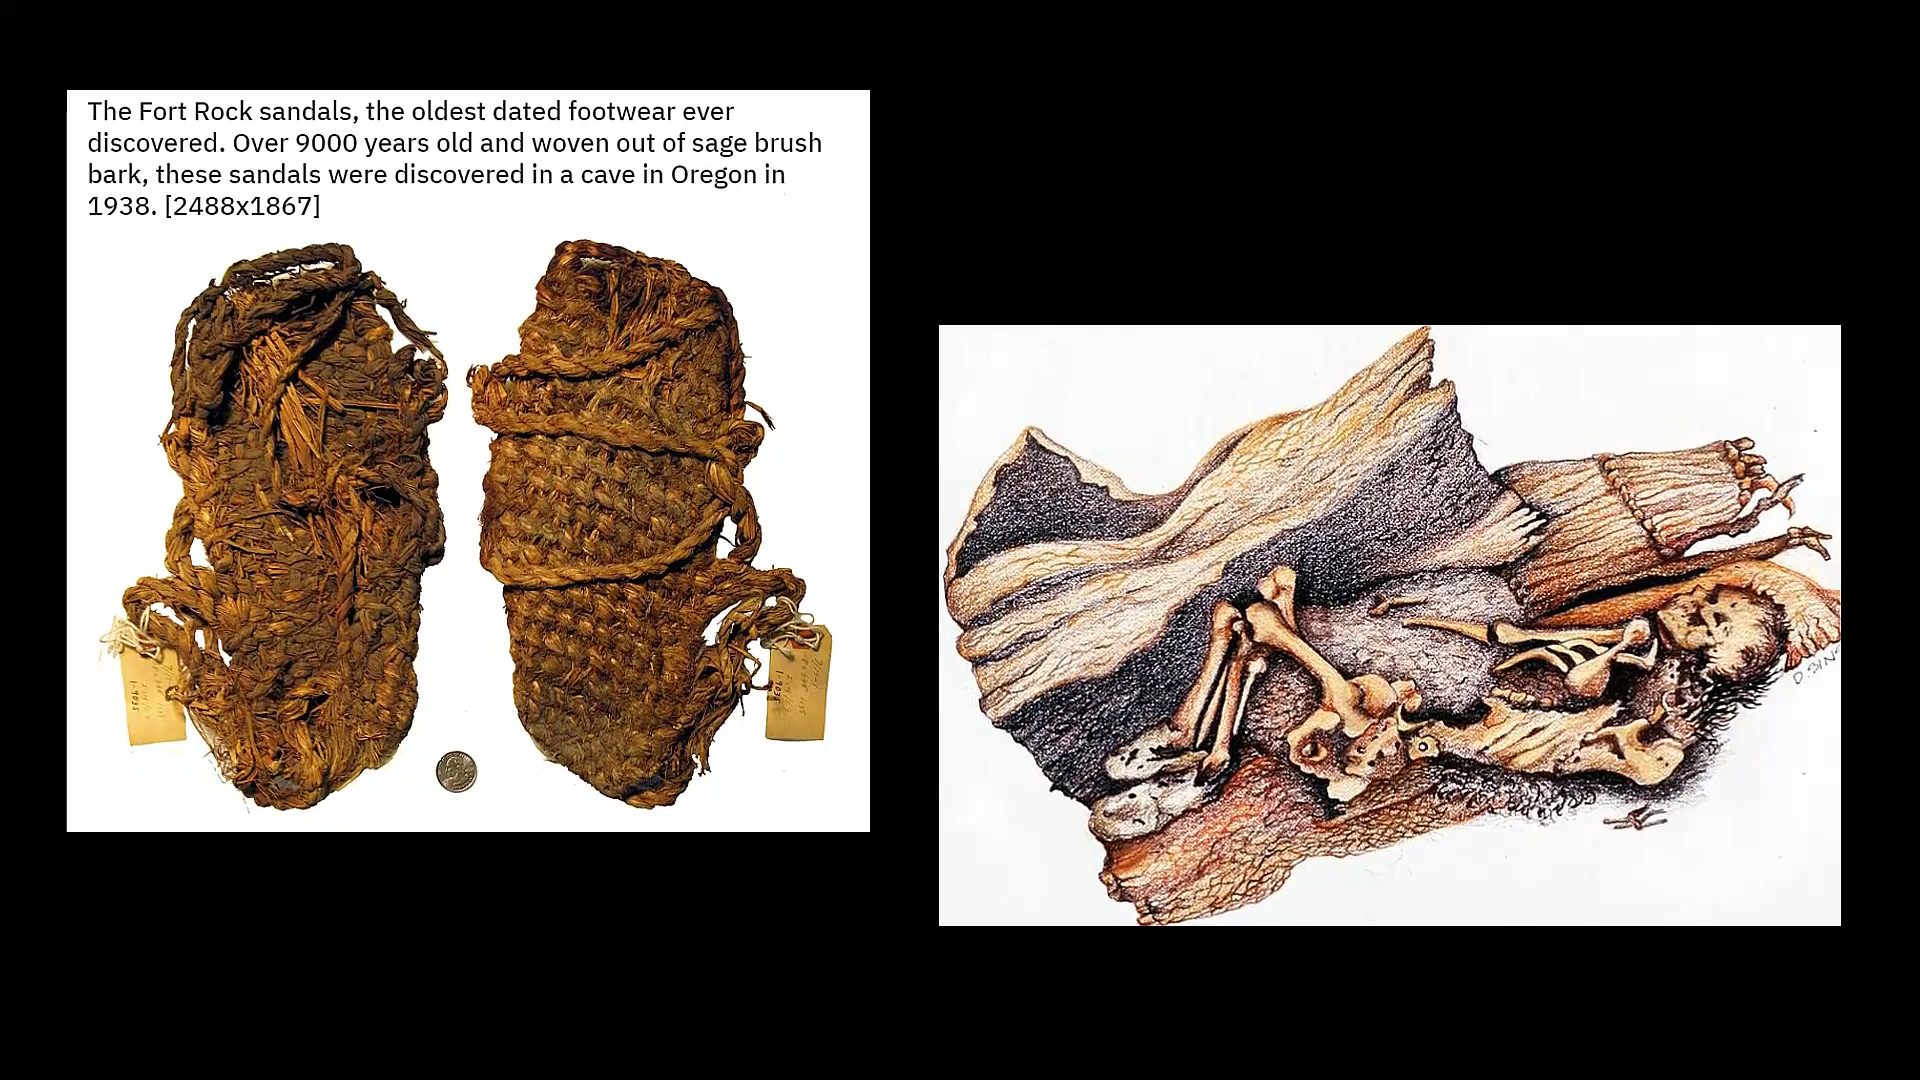 The Fort Rock sandals, the oldest dated footwear ever
discovered. Over 9000 years old and woven out of sage brush
bark, these sandals were discovered in a cave in Oregon in
1938. [2488x1867]